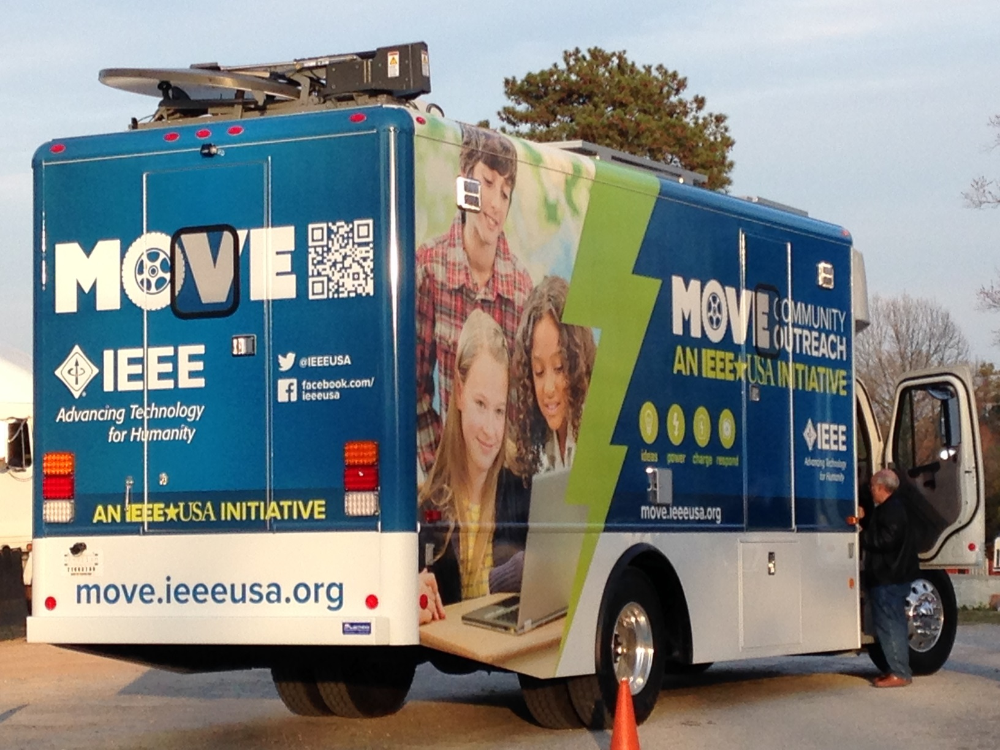 MOVE
IEEE
Advancing Technology
for Humanity
@IEEEUSA
facebook.com/
ieeeusa
AN IEEE★USA INITIATIVE
move.ieeeusa.org
MOVE COMMUNITY
OUTREACH
AN IEEE★USA INITIATIVE
ideas power charge respond
IEEE
Advancing Technology
for Humanity
move.ieeeusa.org